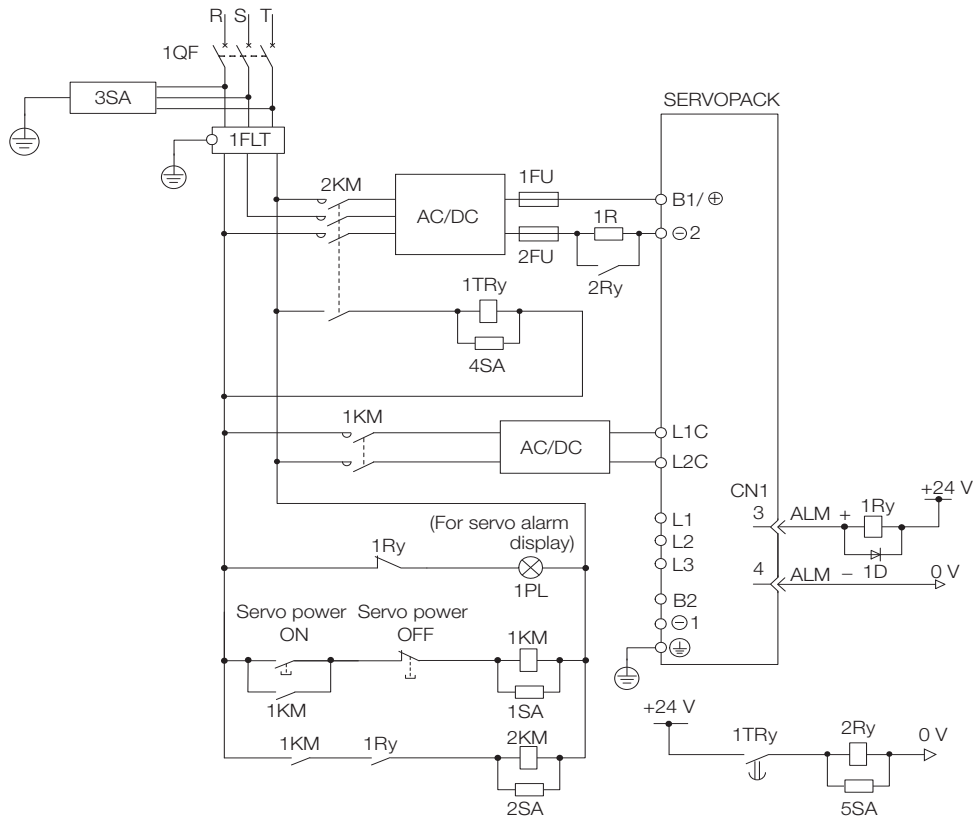 R S T
1QF
3SA
1FLT
SERVOPACK
2KM
AC/DC
1FU
B1/⊕
1R
⊖2
2FU
2Ry
1TRy
4SA
1KM
AC/DC
L1C
L2C
CN1
+24 V
3
ALM +
1Ry
1D
4
ALM −
0 V
L1
L2
L3
B2
⊖1
(For servo alarm
display)
1Ry
1PL
Servo power
ON
Servo power
OFF
1KM
1KM
1SA
1KM
1Ry
2KM
2SA
+24 V
1TRy
2Ry
0 V
5SA